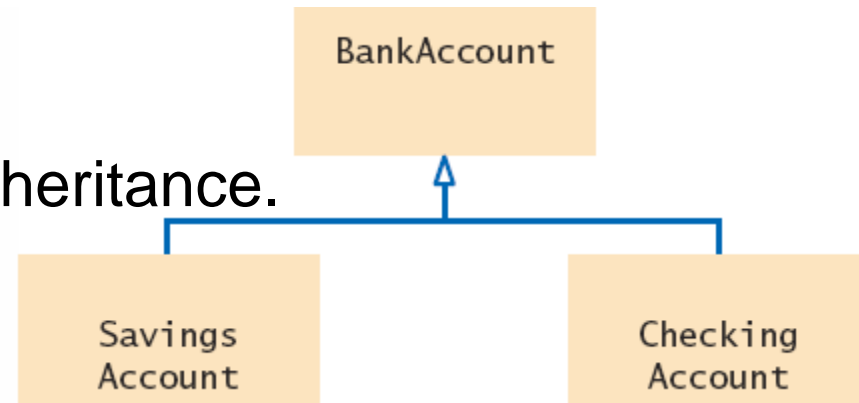 BankAccount
heritance.
Savings
Account
Checking
Account